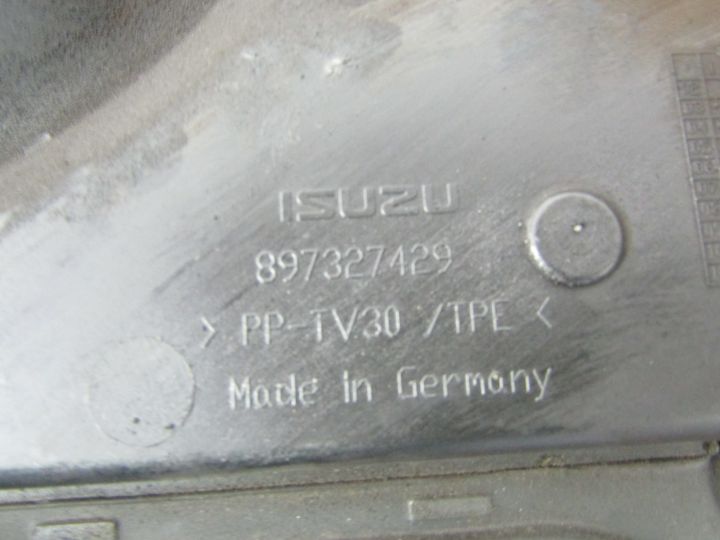 ISUZU
897327429
> PP-TV30 /TPE <
Made in Germany